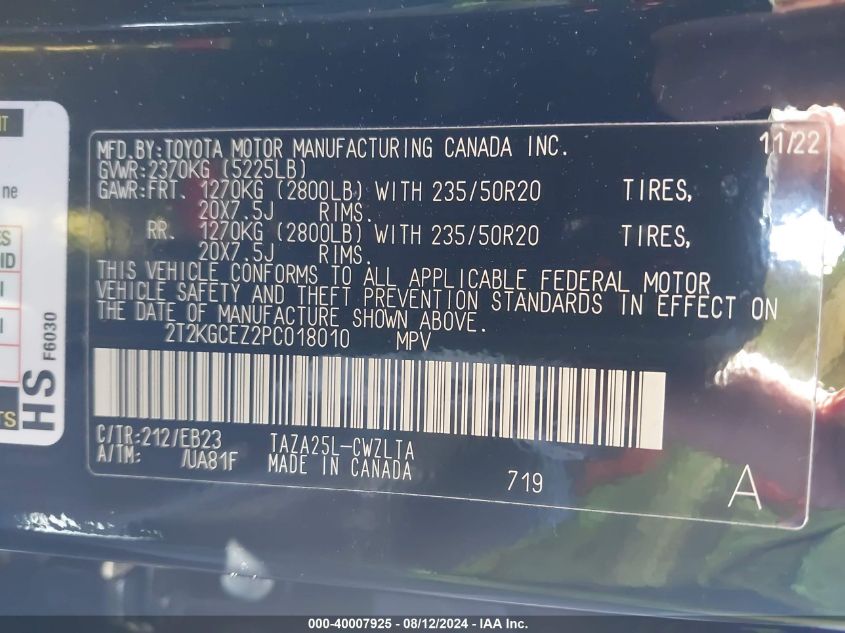 MFD.BY:TOYOTA MOTOR MANUFACTURING CANADA INC. 11/22
GVWR:2370KG (5225LB)
GAWR:FRT. 1270KG (2800LB) WITH 235/50R20 TIRES,
20X7.5J RIMS.
RR. 1270KG (2800LB) WITH 235/50R20 TIRES,
20X7.5J RIMS.
THIS VEHICLE CONFORMS TO ALL APPLICABLE FEDERAL MOTOR
VEHICLE SAFETY AND THEFT PREVENTION STANDARDS IN EFFECT ON
THE DATE OF MANUFACTURE SHOWN ABOVE.
2T2KGCEZ2PC018010 MPV
C/TR:212/EB23 TAZA25L-CWZLTA
A/TM: /UA81F MADE IN CANADA
719 A
ne
HS F6030
000-40007925 - 08/12/2024 - IAA Inc.